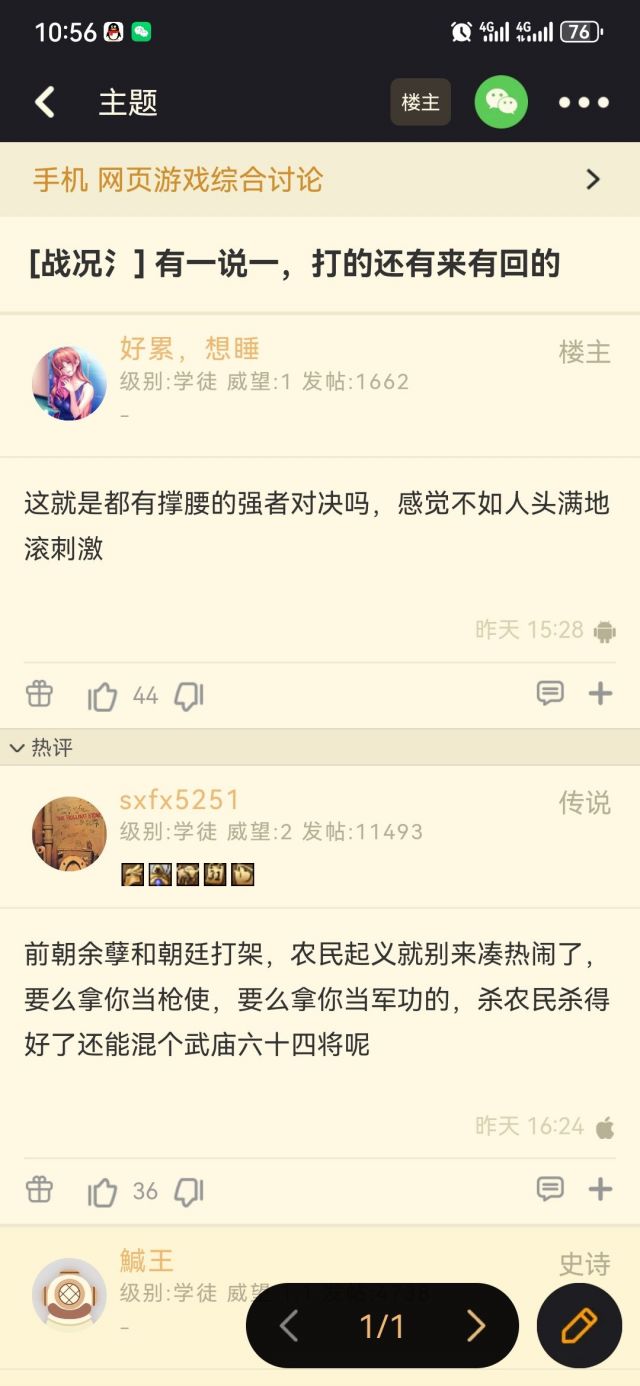 10:56
4G 4G 76
主题
楼主
手机 网页游戏综合讨论
[战况氵] 有一说一，打的还有来有回的
好累，想睡
楼主
级别:学徒 威望:1 发帖:1662
-
这就是都有撑腰的强者对决吗，感觉不如人头满地
滚刺激
昨天 15:28
44
热评
sxfx5251
传说
级别:学徒 威望:2 发帖:11493
前朝余孽和朝廷打架，农民起义就别来凑热闹了，
要么拿你当枪使，要么拿你当军功的，杀农民杀得
好了还能混个武庙六十四将呢
昨天 16:24
36
鰔王
史诗
级别:学徒 威望
-
1/1